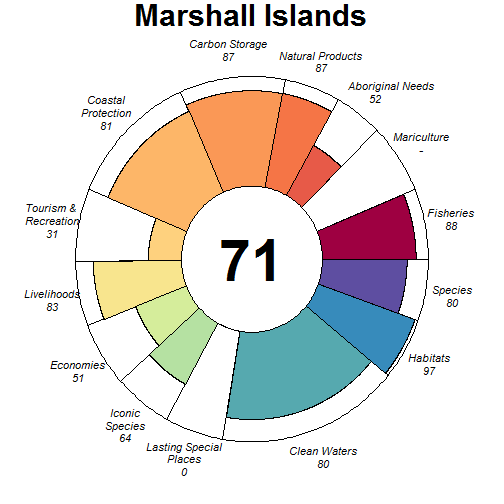 Marshall Islands
Carbon Storage
87
Natural Products
87
Aboriginal Needs
52
Mariculture
-
Fisheries
88
Species
80
Habitats
97
Clean Waters
80
Lasting Special
Places
0
Iconic
Species
64
Economies
51
Livelihoods
83
Tourism &
Recreation
31
Coastal
Protection
81
71